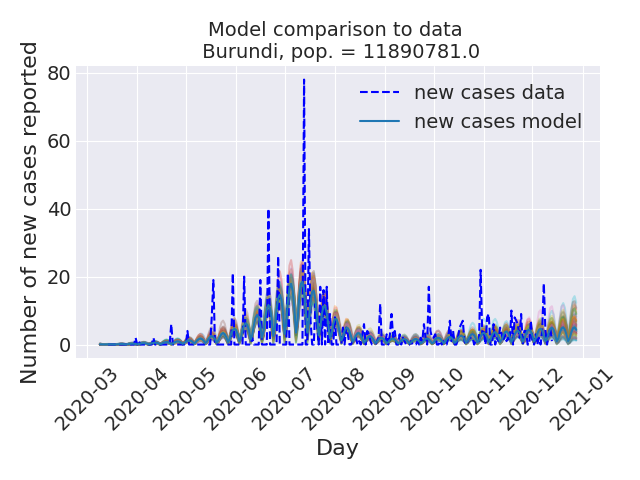 Model comparison to data
Burundi, pop. = 11890781.0
Number of new cases reported
80
60
40
20
0
new cases data
new cases model
2020-03
2020-04
2020-05
2020-06
2020-07
2020-08
2020-09
2020-10
2020-11
2020-12
2021-01
Day